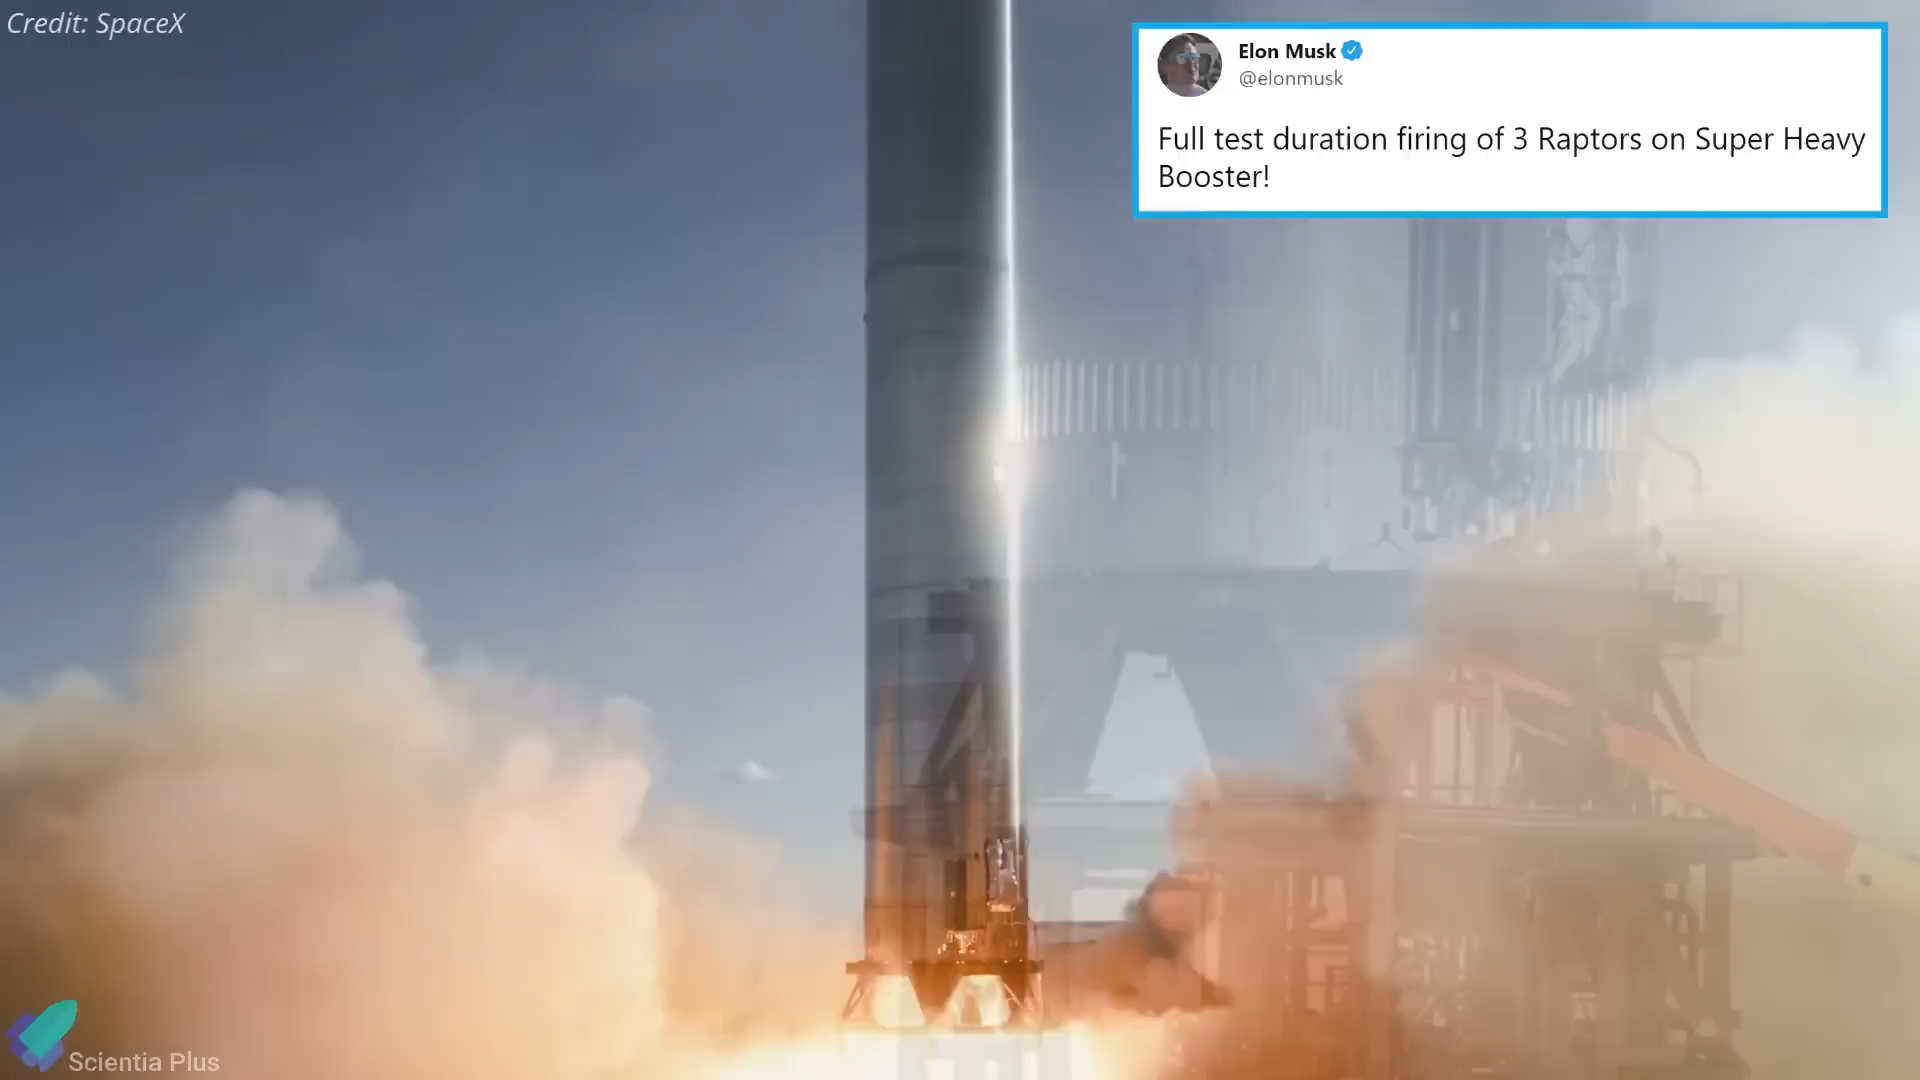 Credit: SpaceX
Elon Musk
@elonmusk
Full test duration firing of 3 Raptors on Super Heavy
Booster!
Scientia Plus